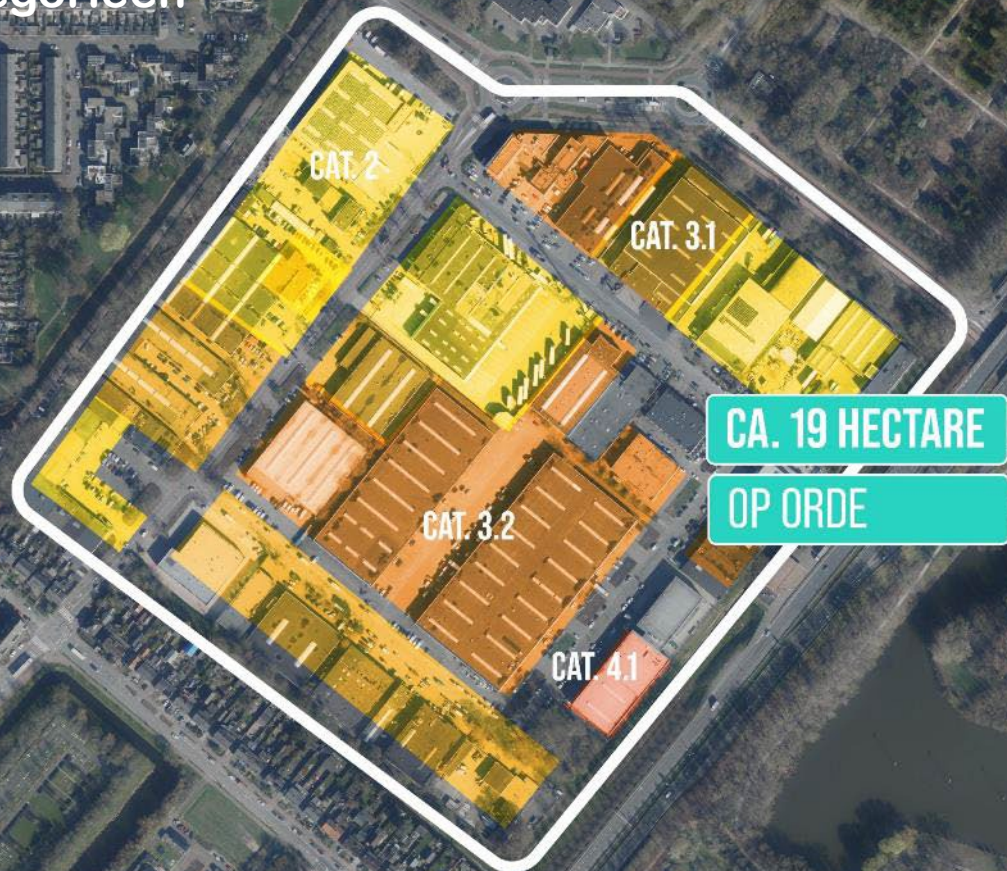 CAT. 2
CAT. 3.1
CA. 19 HECTARE
OP ORDE
CAT. 3.2
CAT. 4.1